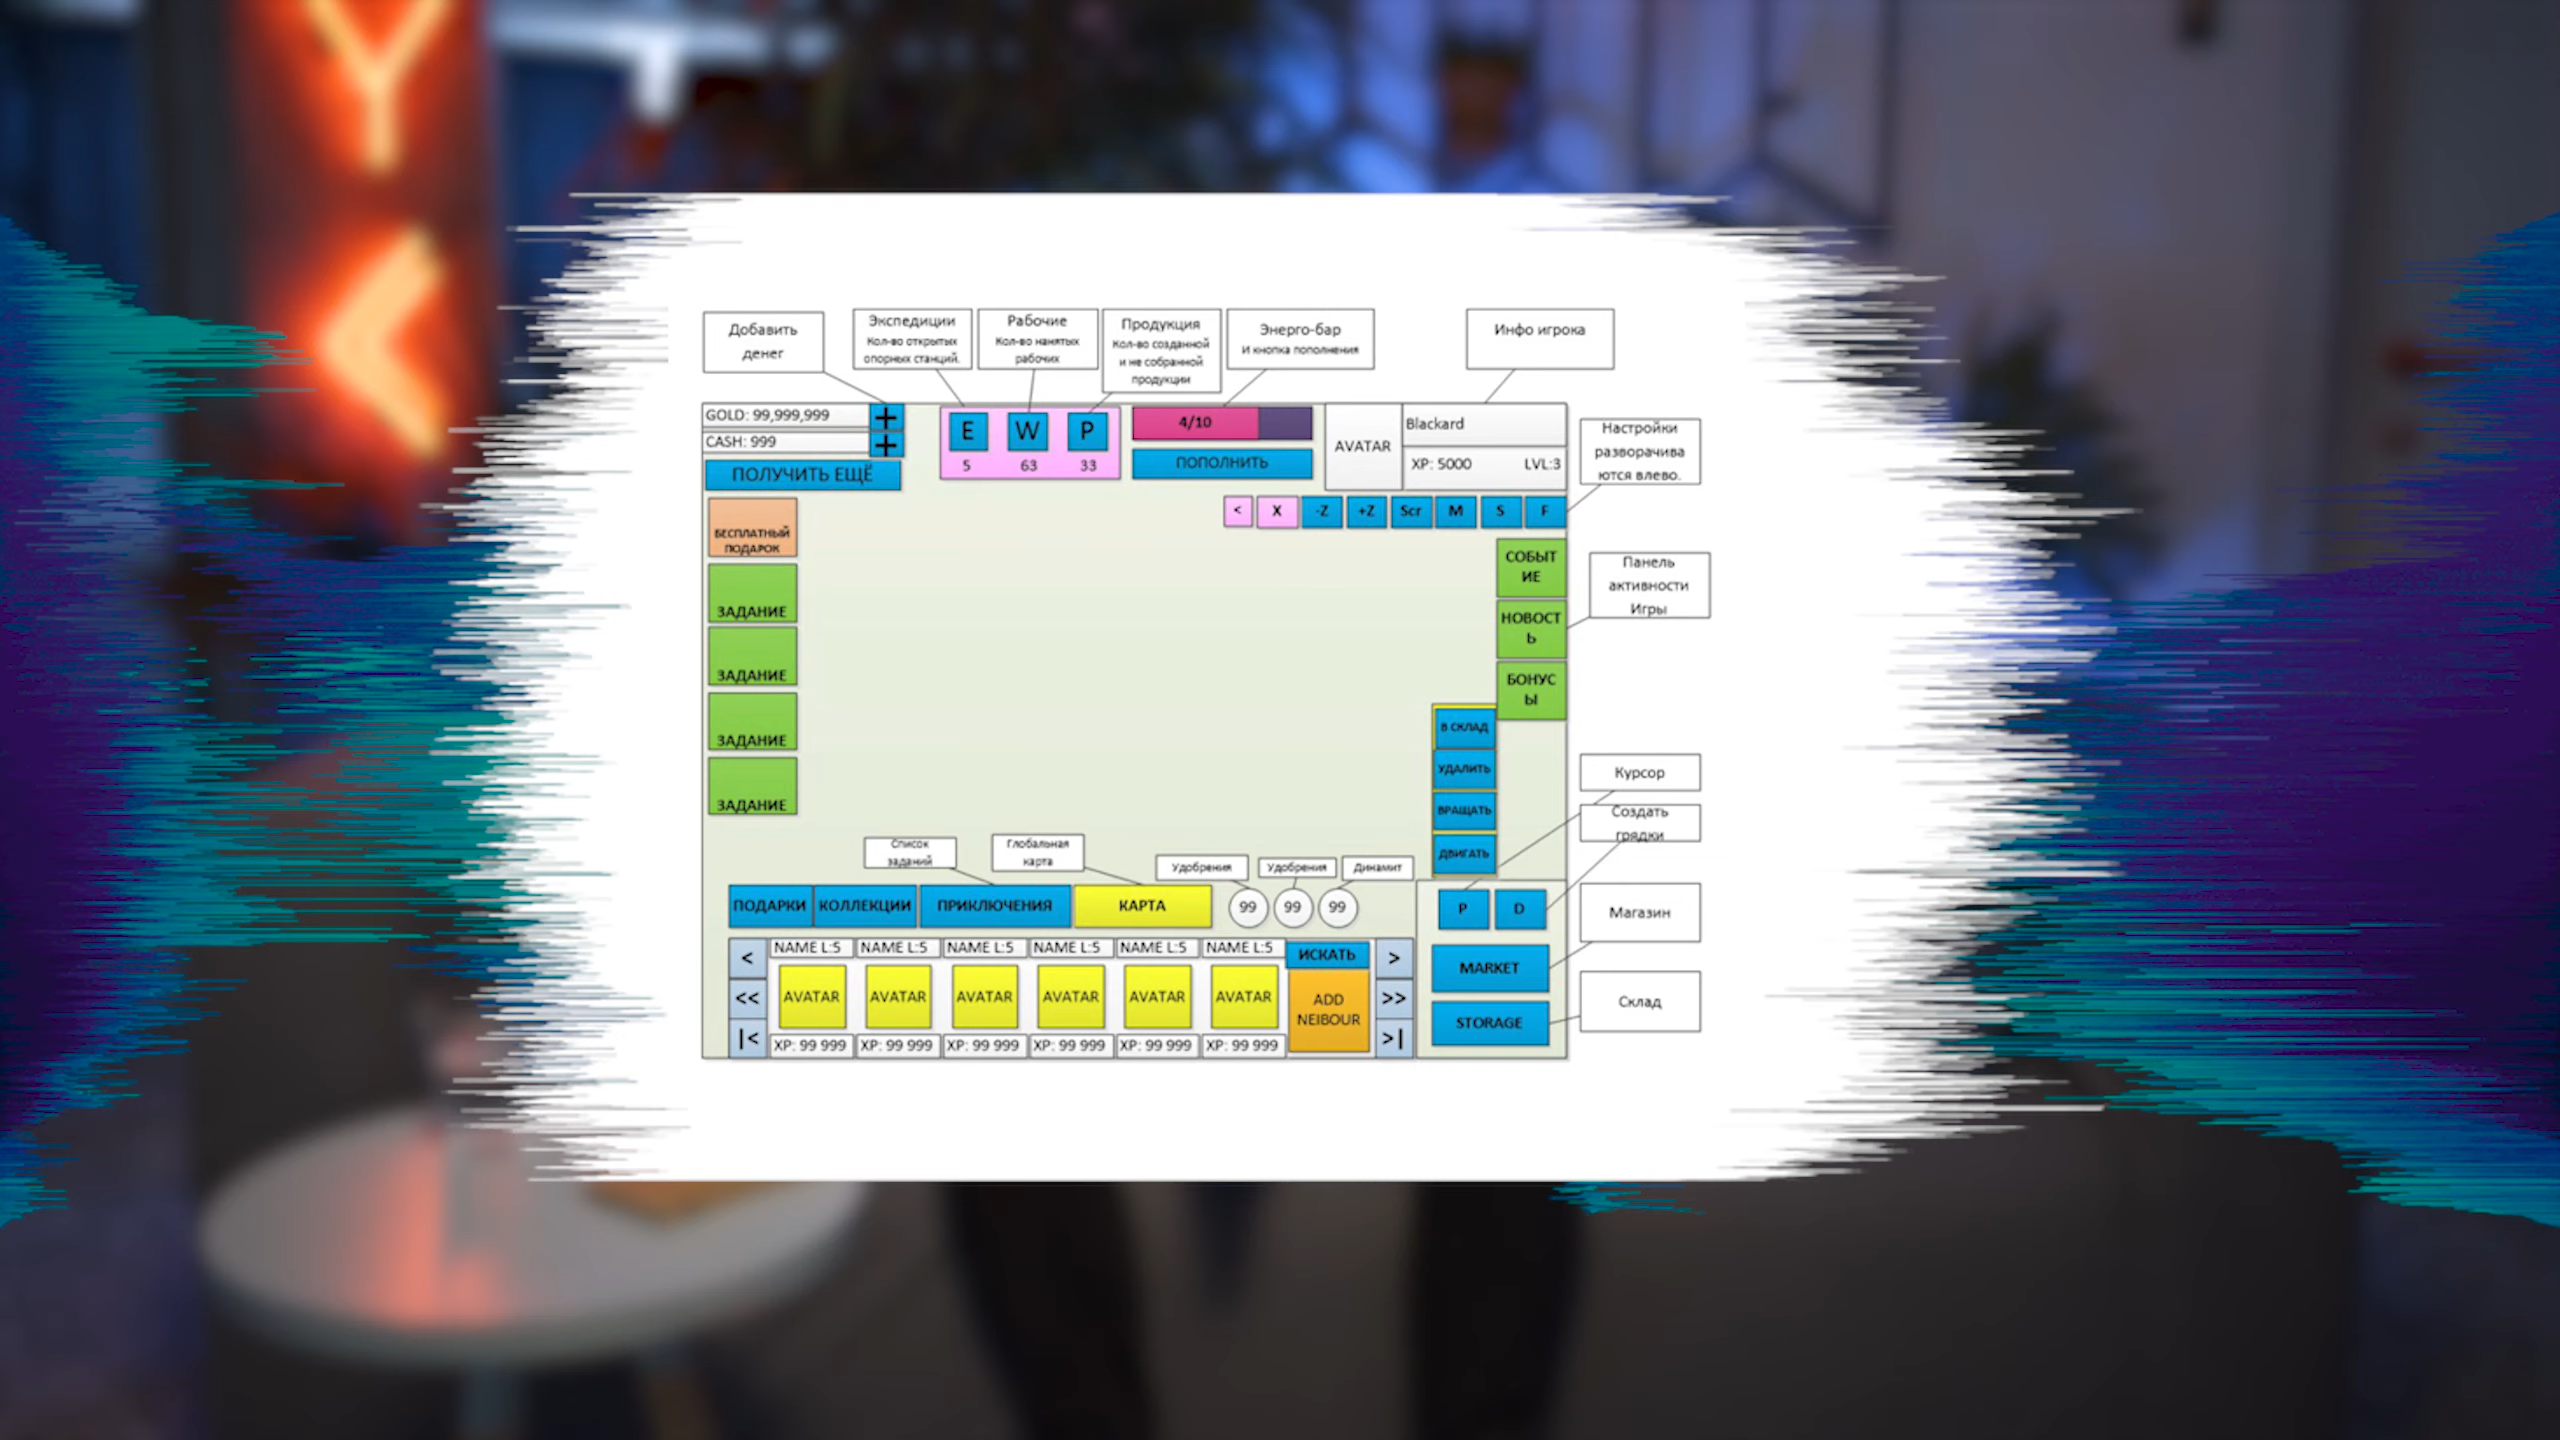 Добавить
денег
Экспедиции
Кол-во открытых
опорных станций.
Рабочие
Кол-во нанятых
рабочих
Продукция
Кол-во созданной
и не собранной
продукции
Энерго-бар
И кнопка пополнения
Инфо игрока
GOLD: 99,999,999 +
CASH: 999 +
ПОЛУЧИТЬ ЕЩЁ
E W P
5 63 33
4/10
ПОПОЛНИТЬ
AVATAR
Blackard
XP: 5000 LVL:3
Настройки
разворачива
ются влево.
< X -Z +Z Scr M S F
БЕСПЛАТНЫЙ
ПОДАРОК
ЗАДАНИЕ
ЗАДАНИЕ
ЗАДАНИЕ
ЗАДАНИЕ
СОБЫТ
ИЕ
НОВОСТ
Ь
БОНУС
Ы
Панель
активности
Игры
В СКЛАД
УДАЛИТЬ
ВРАЩАТЬ
ДВИГАТЬ
Курсор
Создать
грядки
Список
заданий
Глобальная
карта
Удобрения
Удобрения
Динамит
ПОДАРКИ КОЛЛЕКЦИИ ПРИКЛЮЧЕНИЯ КАРТА 99 99 99
P D
Магазин
NAME L:5 NAME L:5 NAME L:5 NAME L:5 NAME L:5 NAME L:5
< << |<
AVATAR AVATAR AVATAR AVATAR AVATAR AVATAR
XP: 99 999 XP: 99 999 XP: 99 999 XP: 99 999 XP: 99 999 XP: 99 999
ИСКАТЬ
ADD
NEIBOUR
> >> >|
MARKET
STORAGE
Склад